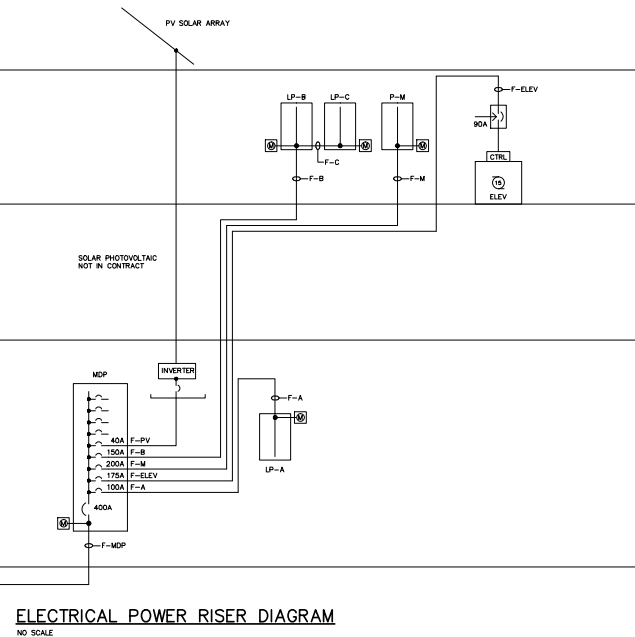 PV SOLAR ARRAY
F-ELEV
LP-B
LP-C
P-M
90A
M
M
M
F-C
CTRL
F-B
F-M
15
ELEV
SOLAR PHOTOVOLTAIC
NOT IN CONTRACT
INVERTER
MDP
F-A
M
40A F-PV
150A F-B
200A F-M
LP-A
175A F-ELEV
100A F-A
400A
M
F-MDP
ELECTRICAL POWER RISER DIAGRAM
NO SCALE